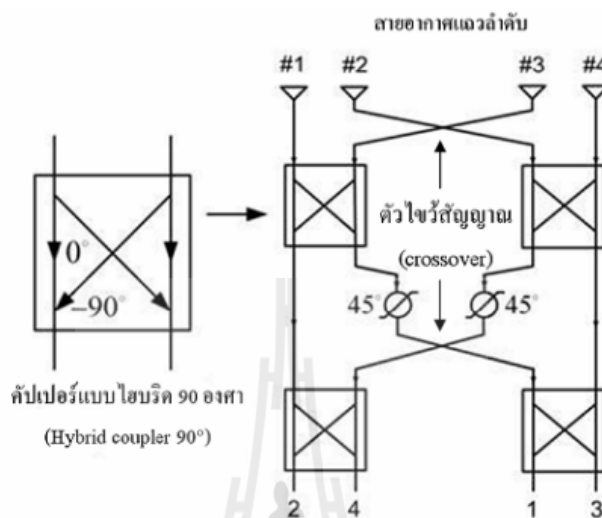 สายอากาศแถวลำดับ
#1 #2 #3 #4
0°
−90°
ตัวไขว้สัญญาณ
(crossover)
45° 45°
คัปเปอร์แบบไฮบริด 90 องศา
(Hybrid coupler 90°)
2 4 1 3